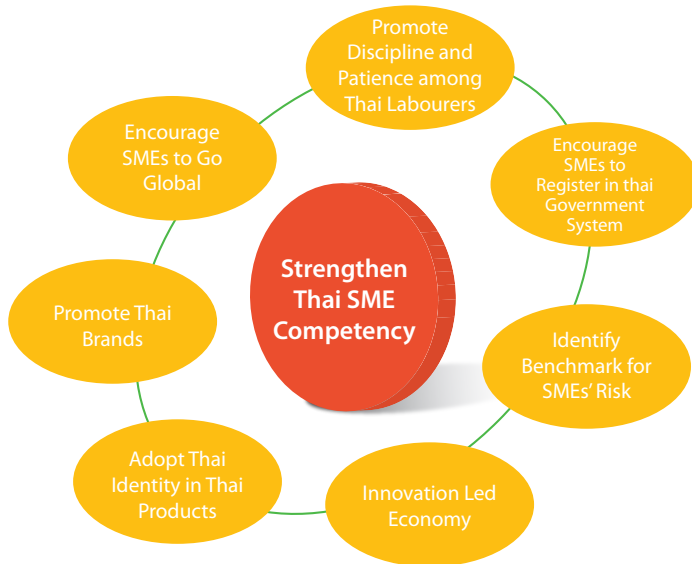 Promote
Discipline and
Patience among
Thai Labourers
Encourage
SMEs to
Register in thai
Government
System
Identify
Benchmark for
SMEs' Risk
Innovation Led
Economy
Adopt Thai
Identity in Thai
Products
Promote Thai
Brands
Encourage
SMEs to Go
Global
Strengthen
Thai SME
Competency